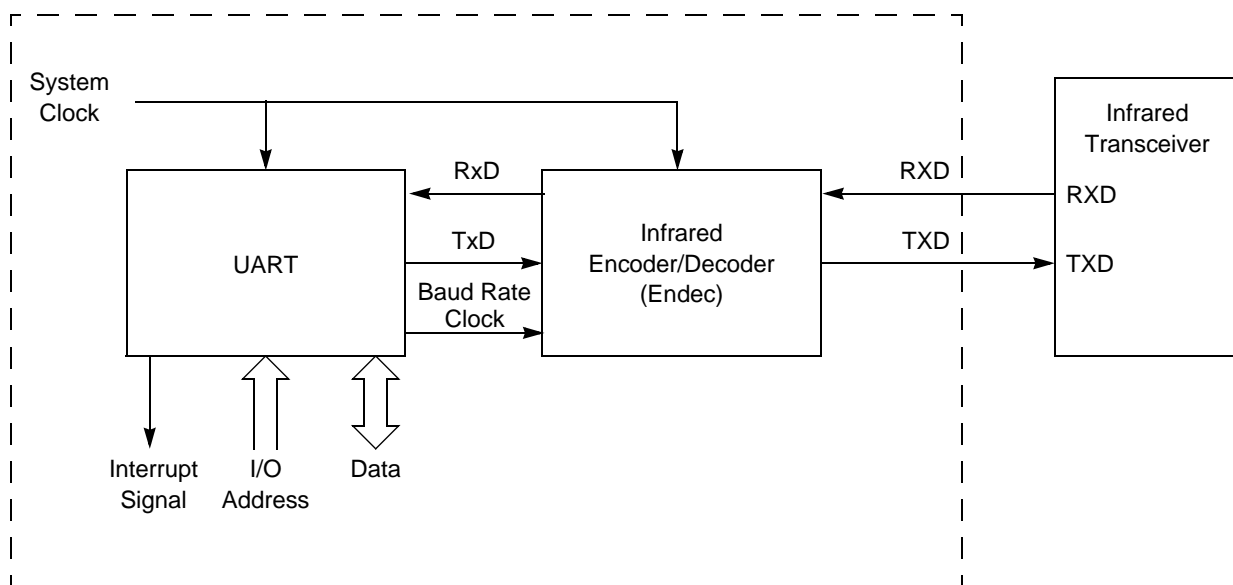 System
Clock
Infrared
Transceiver
RxD
RXD
RXD
TxD
Infrared
Encoder/Decoder
(Endec)
TXD
TXD
UART
Baud Rate
Clock
Interrupt
Signal
I/O
Address
Data